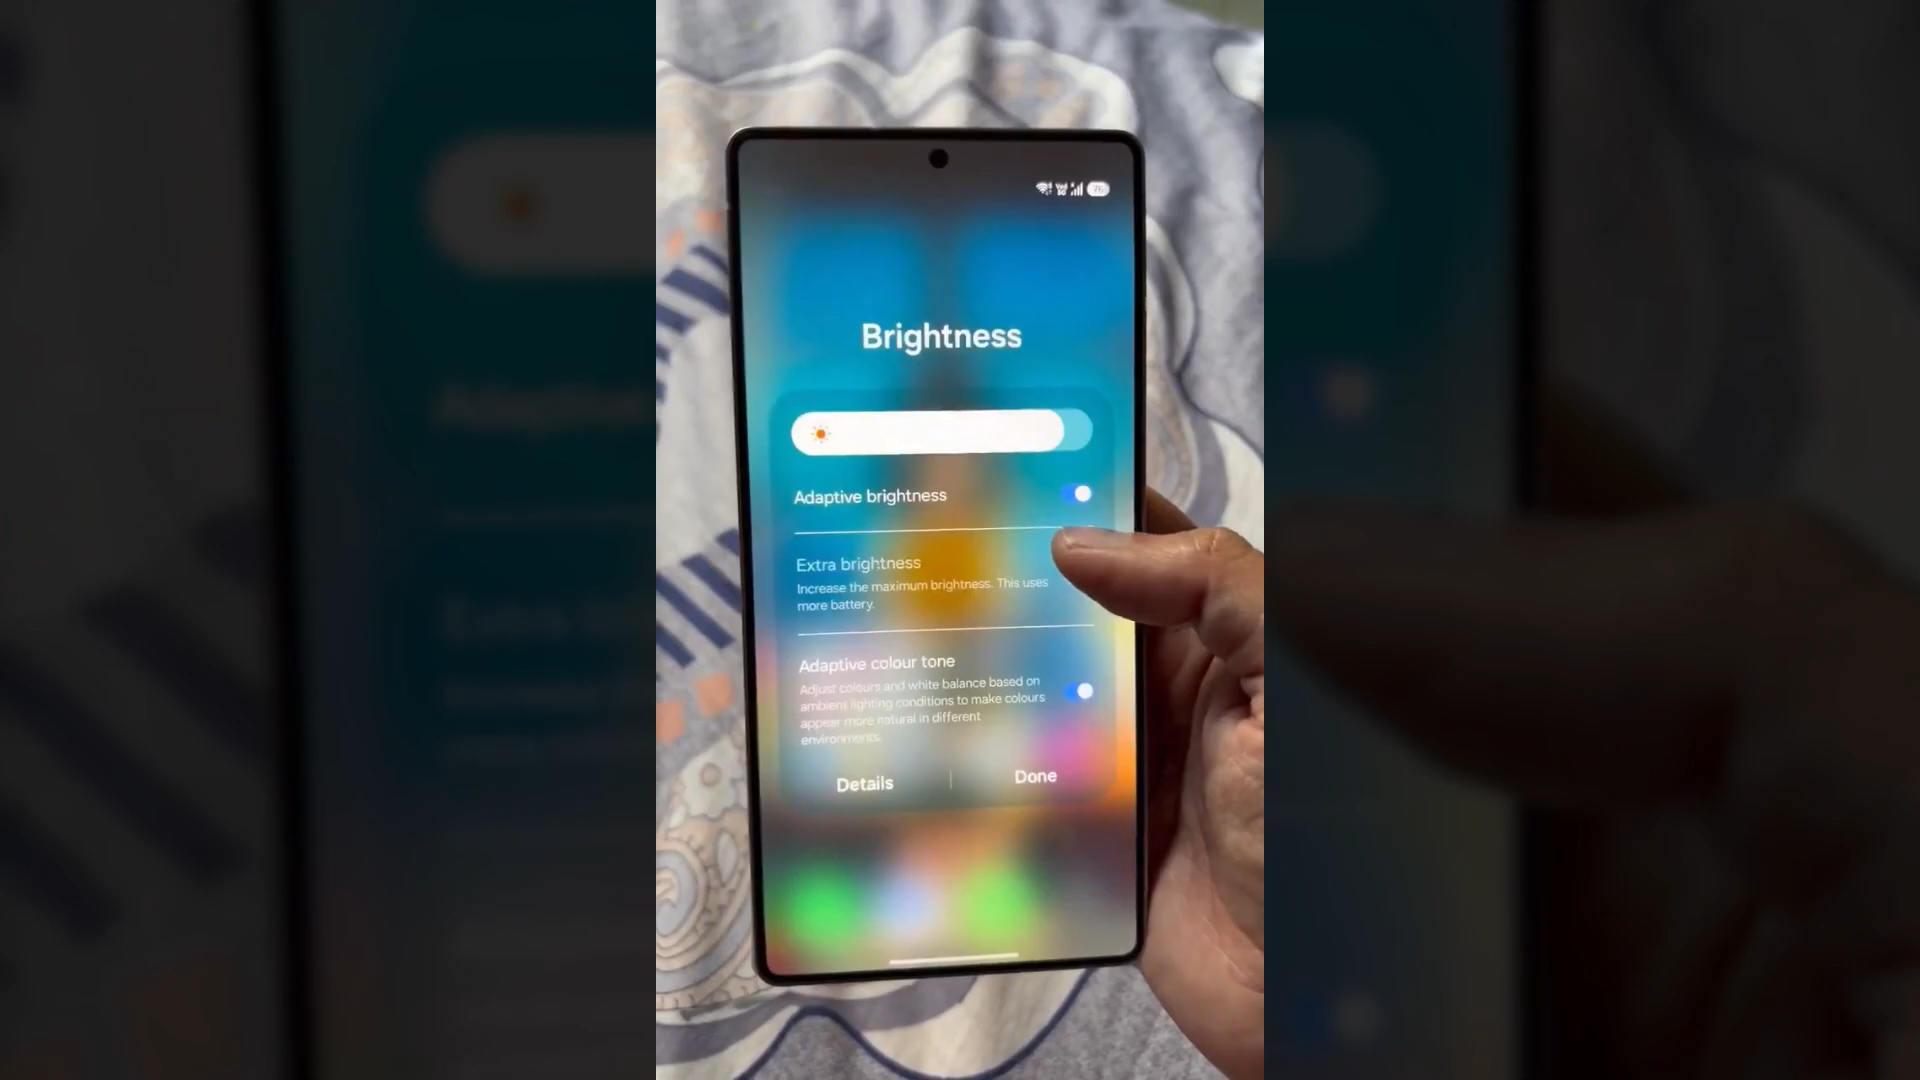 76
Brightness
Adaptive brightness
Extra brightness
Increase the maximum brightness. This uses
more battery.
Adaptive colour tone
Adjust colours and white balance based on
ambient lighting conditions to make colours
appear more natural in different
environments.
Details
Done